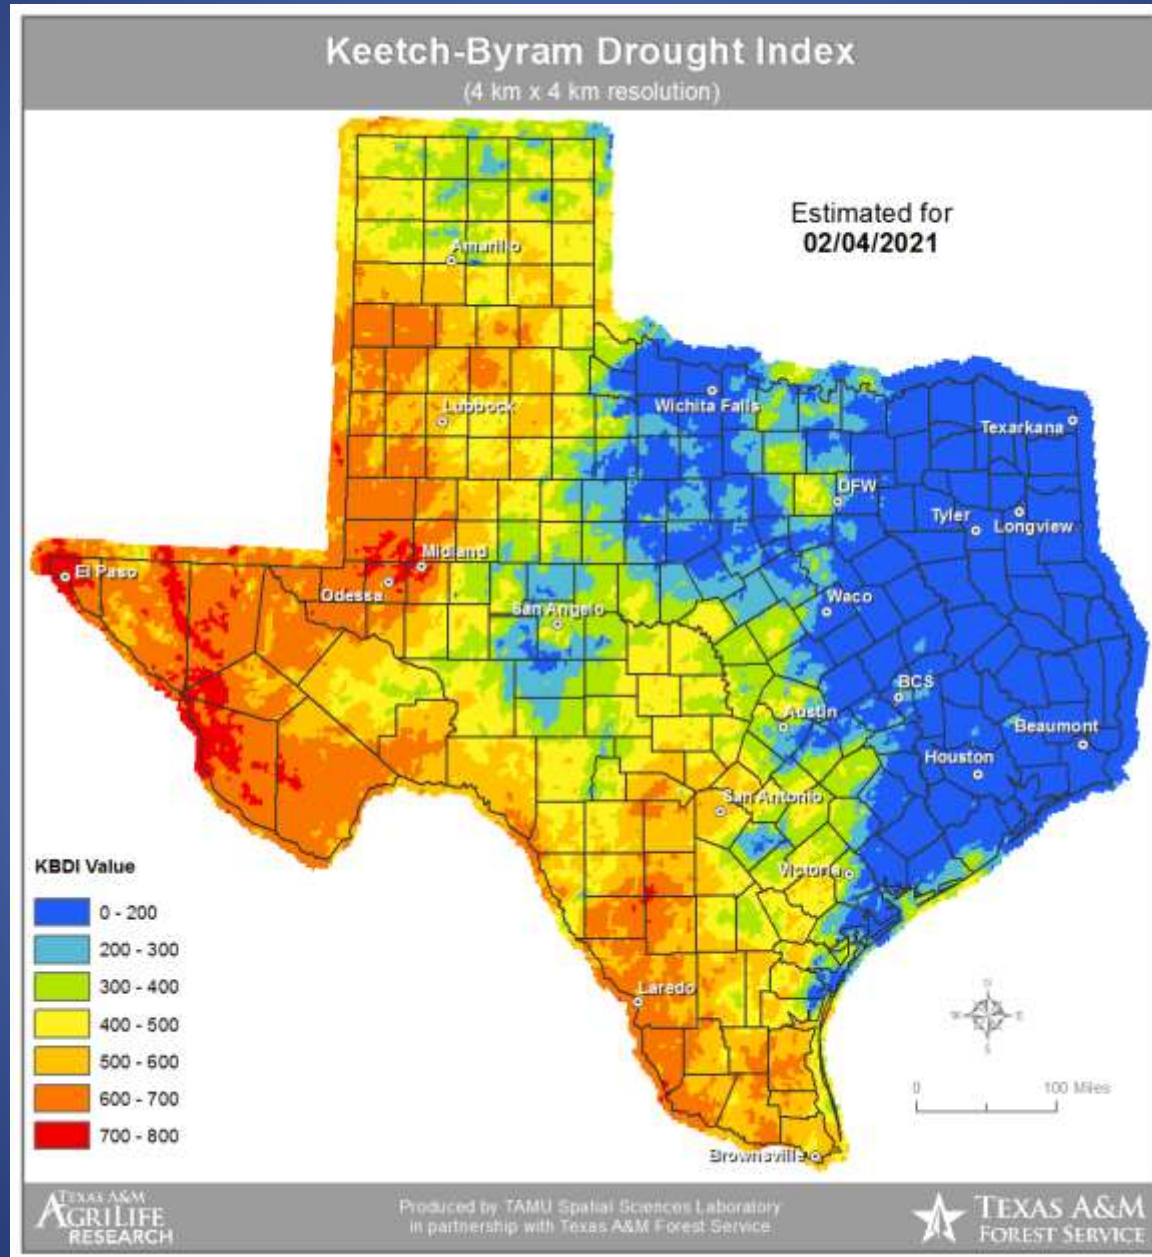 Keetch-Byram Drought Index
(4 km x 4 km resolution)
Estimated for
02/04/2021
Amarillo
Lubbock
Wichita Falls
Texarkana
DFW
Tyler
Longview
Midland
El Paso
Odessa
San Angelo
Waco
BCS
Austin
Beaumont
Houston
San Antonio
Victoria
Laredo
Brownsville
KBDI Value
0 - 200
200 - 300
300 - 400
400 - 500
500 - 600
600 - 700
700 - 800
N
W E
S
0 100 Miles
TEXAS A&M
AGRILIFE
RESEARCH
Produced by TAMU Spatial Sciences Laboratory
in partnership with Texas A&M Forest Service
TEXAS A&M
FOREST SERVICE